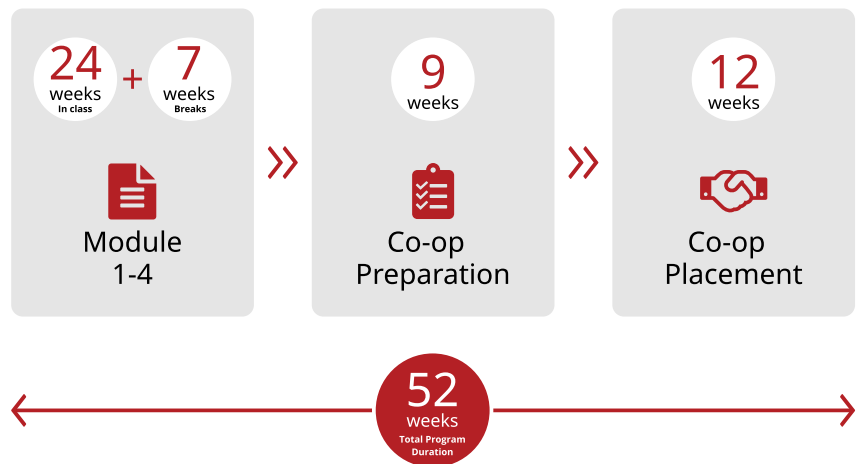 24
weeks
In class
+
7
weeks
Breaks
Module
1-4
9
weeks
Co-op
Preparation
12
weeks
Co-op
Placement
52
weeks
Total Program
Duration